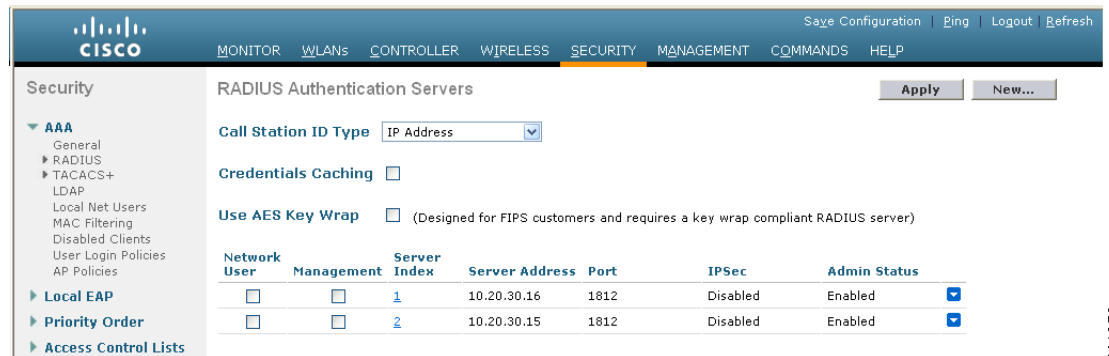 Save Configuration | Ping | Logout | Refresh
CISCO
MONITOR WLANs CONTROLLER WIRELESS SECURITY MANAGEMENT COMMANDS HELP
Security
AAA
General
RADIUS
TACACS+
LDAP
Local Net Users
MAC Filtering
Disabled Clients
User Login Policies
AP Policies
Local EAP
Priority Order
Access Control Lists
RADIUS Authentication Servers
Apply
New...
Call Station ID Type IP Address
Credentials Caching
Use AES Key Wrap (Designed for FIPS customers and requires a key wrap compliant RADIUS server)
Network User Management Server Index Server Address Port IPSec Admin Status
1 10.20.30.16 1812 Disabled Enabled
2 10.20.30.15 1812 Disabled Enabled